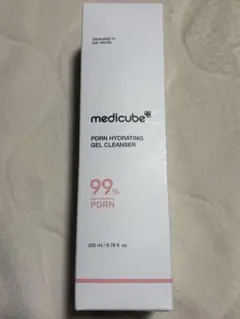 medicube
PDRN HYDRATING
GEL CLEANSER
99%
PDRN
200 ml / 6.76 fl. oz.